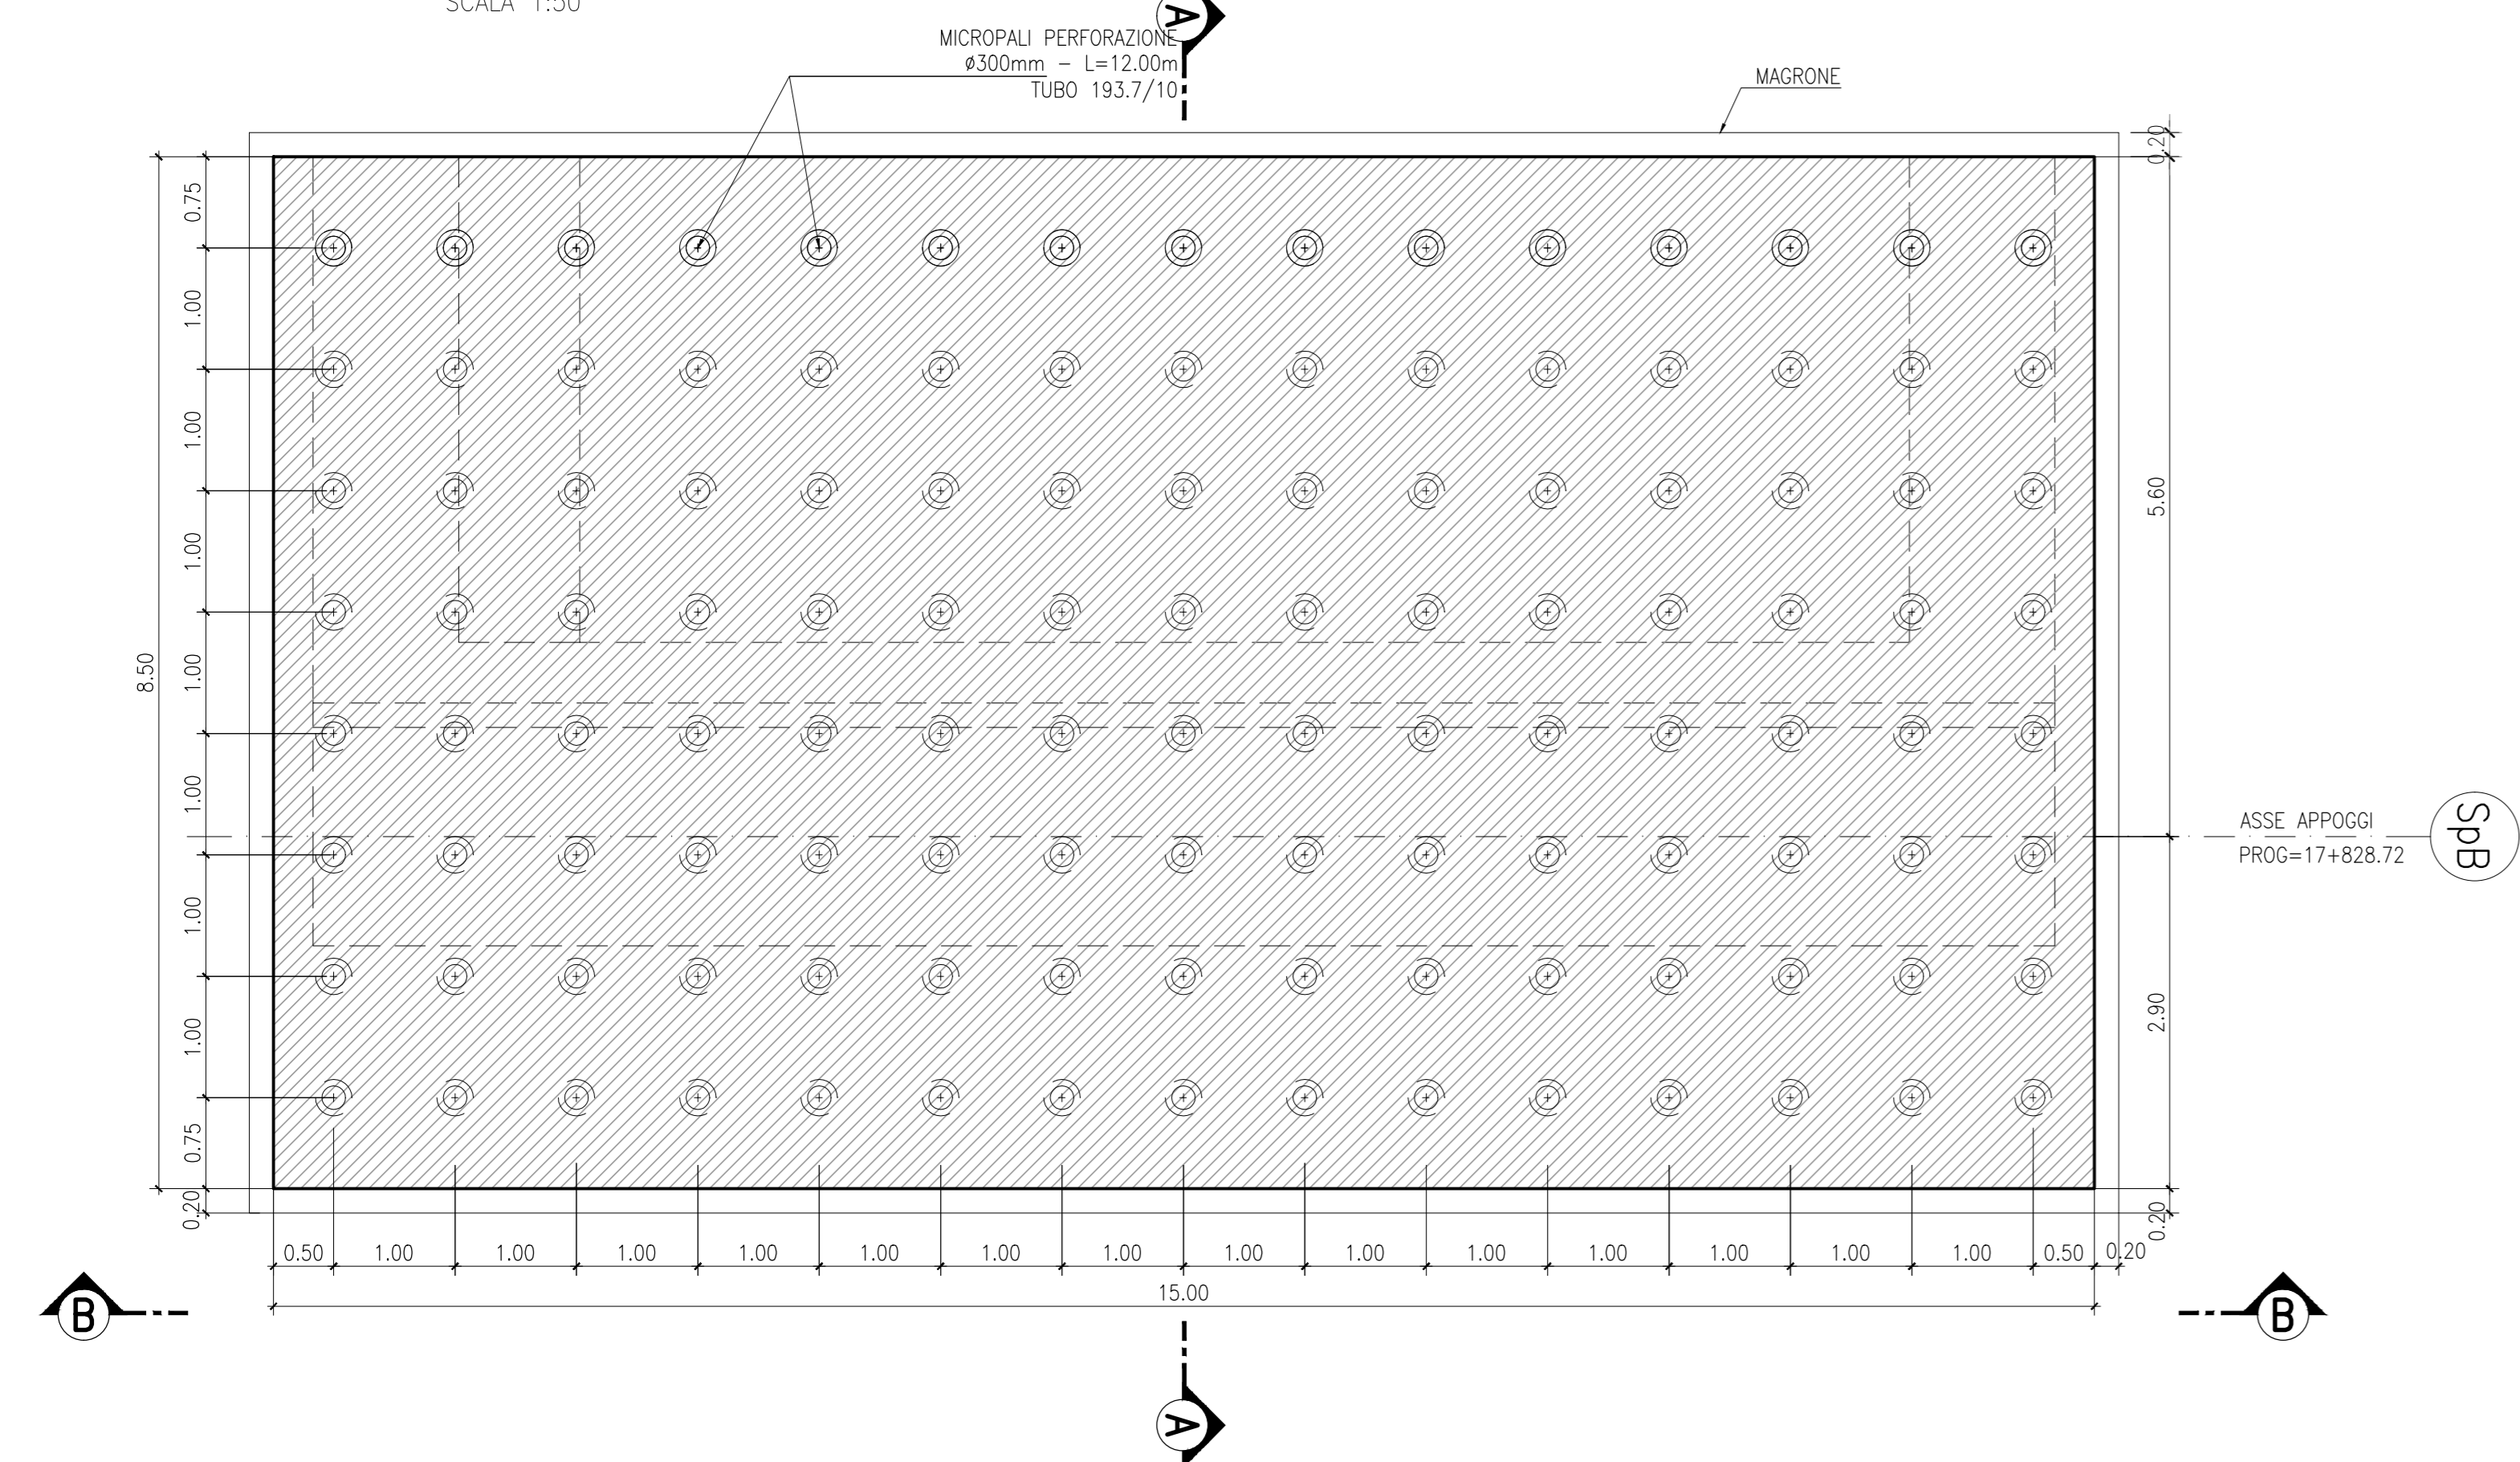 SCALA 1:50
A
MICROPALI PERFORAZIONE
ø300mm - L=12.00m
TUBO 193.7/10
MAGRONE
0.20
0.75
1.00
1.00
1.00
1.00
1.00
1.00
1.00
0.75
0.20
8.50
5.60
2.90
0.20
ASSE APPOGGI
PROG=17+828.72
SpB
0.50 1.00 1.00 1.00 1.00 1.00 1.00 1.00 1.00 1.00 1.00 1.00 1.00 1.00 1.00 0.50 0.20
15.00
B
B
A